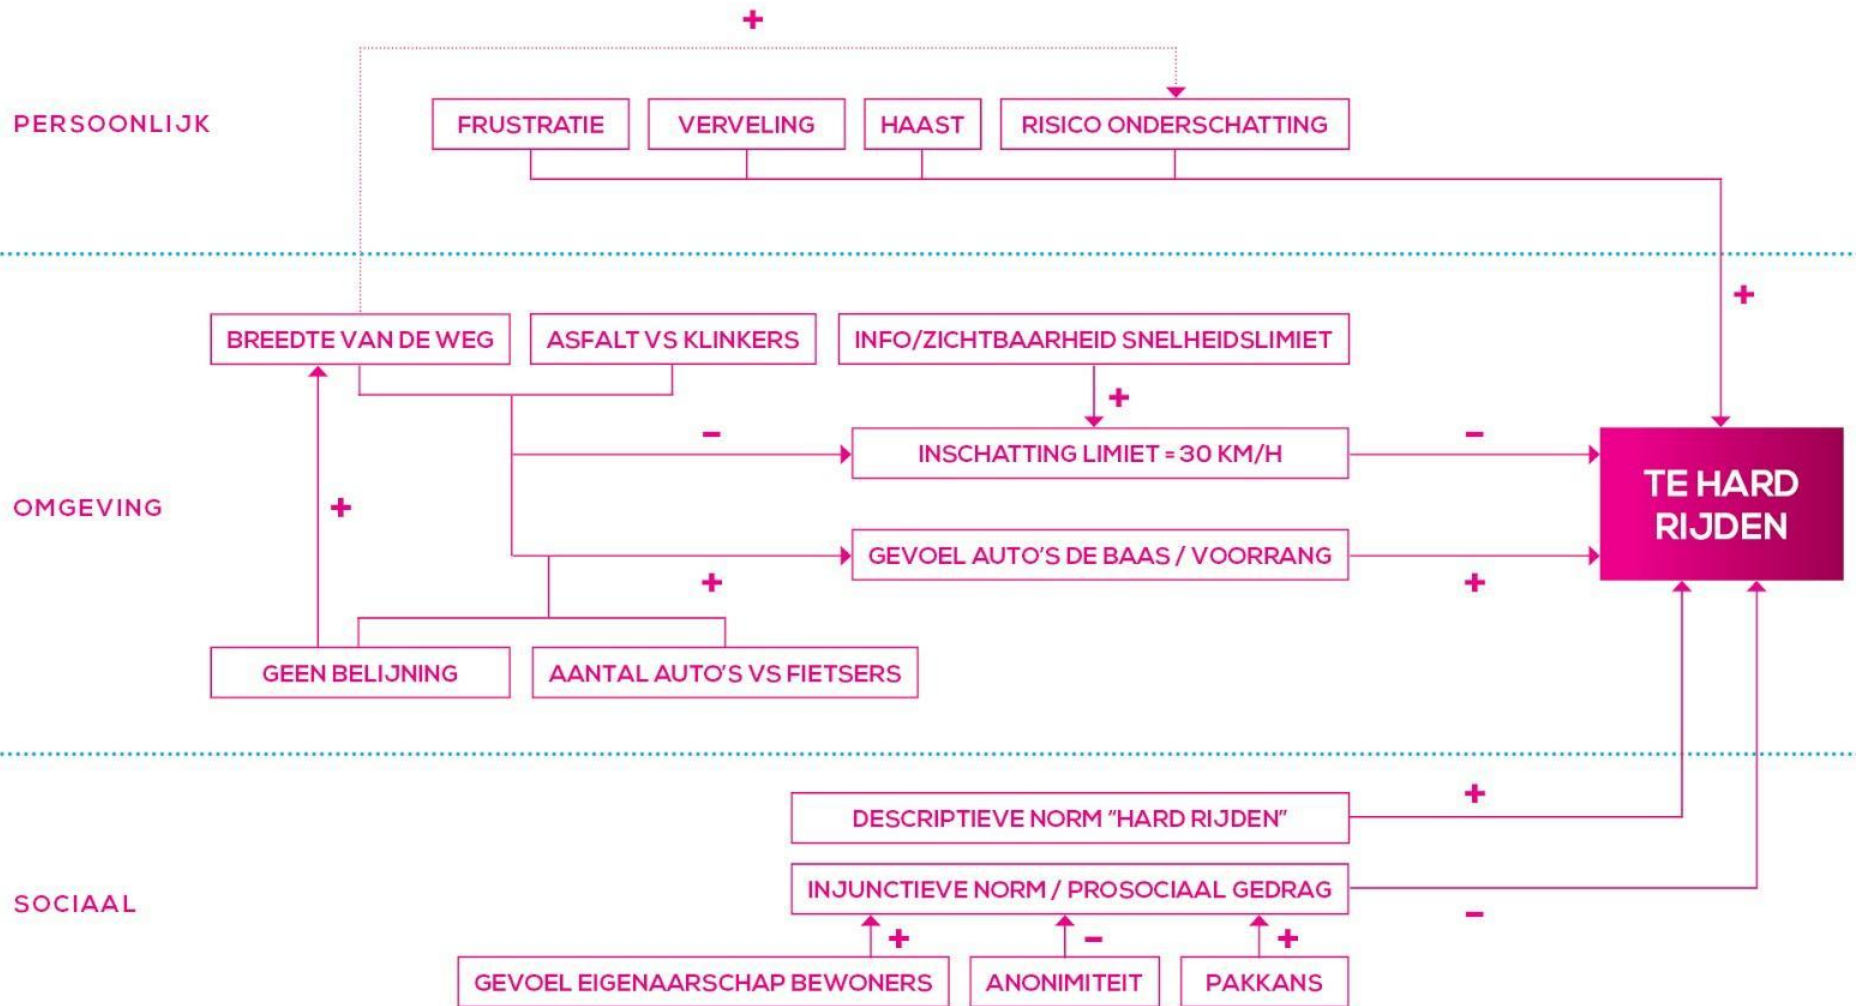 +
PERSOONLIJK
FRUSTRATIE
VERVELING
HAAST
RISICO ONDERSCHATTING
+
BREEDTE VAN DE WEG
ASFALT VS KLINKERS
INFO/ZICHTBAARHEID SNELHEIDSLIMIET
+
-
INSCHATTING LIMIET = 30 KM/H
-
TE HARD
RIJDEN
OMGEVING
+
GEVOEL AUTO'S DE BAAS / VOORRANG
+
+
GEEN BELIJNING
AANTAL AUTO'S VS FIETSERS
+
DESCRIPTIEVE NORM "HARD RIJDEN"
INJUNCTIEVE NORM / PROSOCIAAL GEDRAG
SOCIAAL
-
+
-
+
GEVOEL EIGENAARSCHAP BEWONERS
ANONIMITEIT
PAKKANS